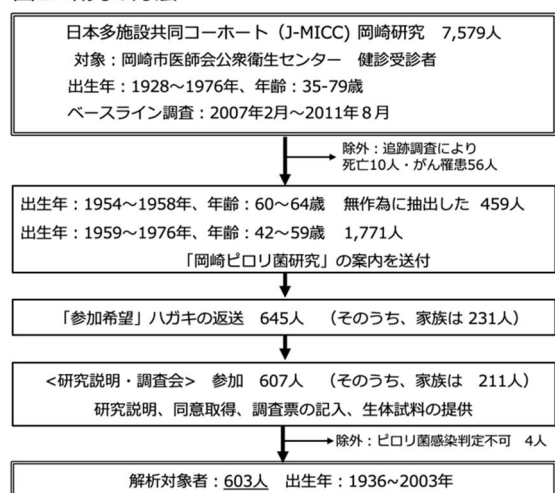 日本多施設共同コーホート（J-MICC) 岡崎研究　7,579人
対象：岡崎市医師会公衆衛生センター　健診受診者
出生年：1928～1976年、年齢：35-79歳
ベースライン調査：2007年2月～2011年８月
除外：追跡調査により
死亡10人・がん罹患56人
出生年：1954～1958年、年齢：60～64歳　無作為に抽出した 459人
出生年：1959～1976年、年齢：42～59歳　1,771人
「岡崎ピロリ菌研究」の案内を送付
「参加希望」ハガキの返送　645人　（そのうち、家族は 231人）
<研究説明・調査会>　参加　607人　（そのうち、家族は　211人）
研究説明、同意取得、調査票の記入、生体試料の提供
除外：ピロリ菌感染判定不可　4人
解析対象者：603人　出生年：1936~2003年